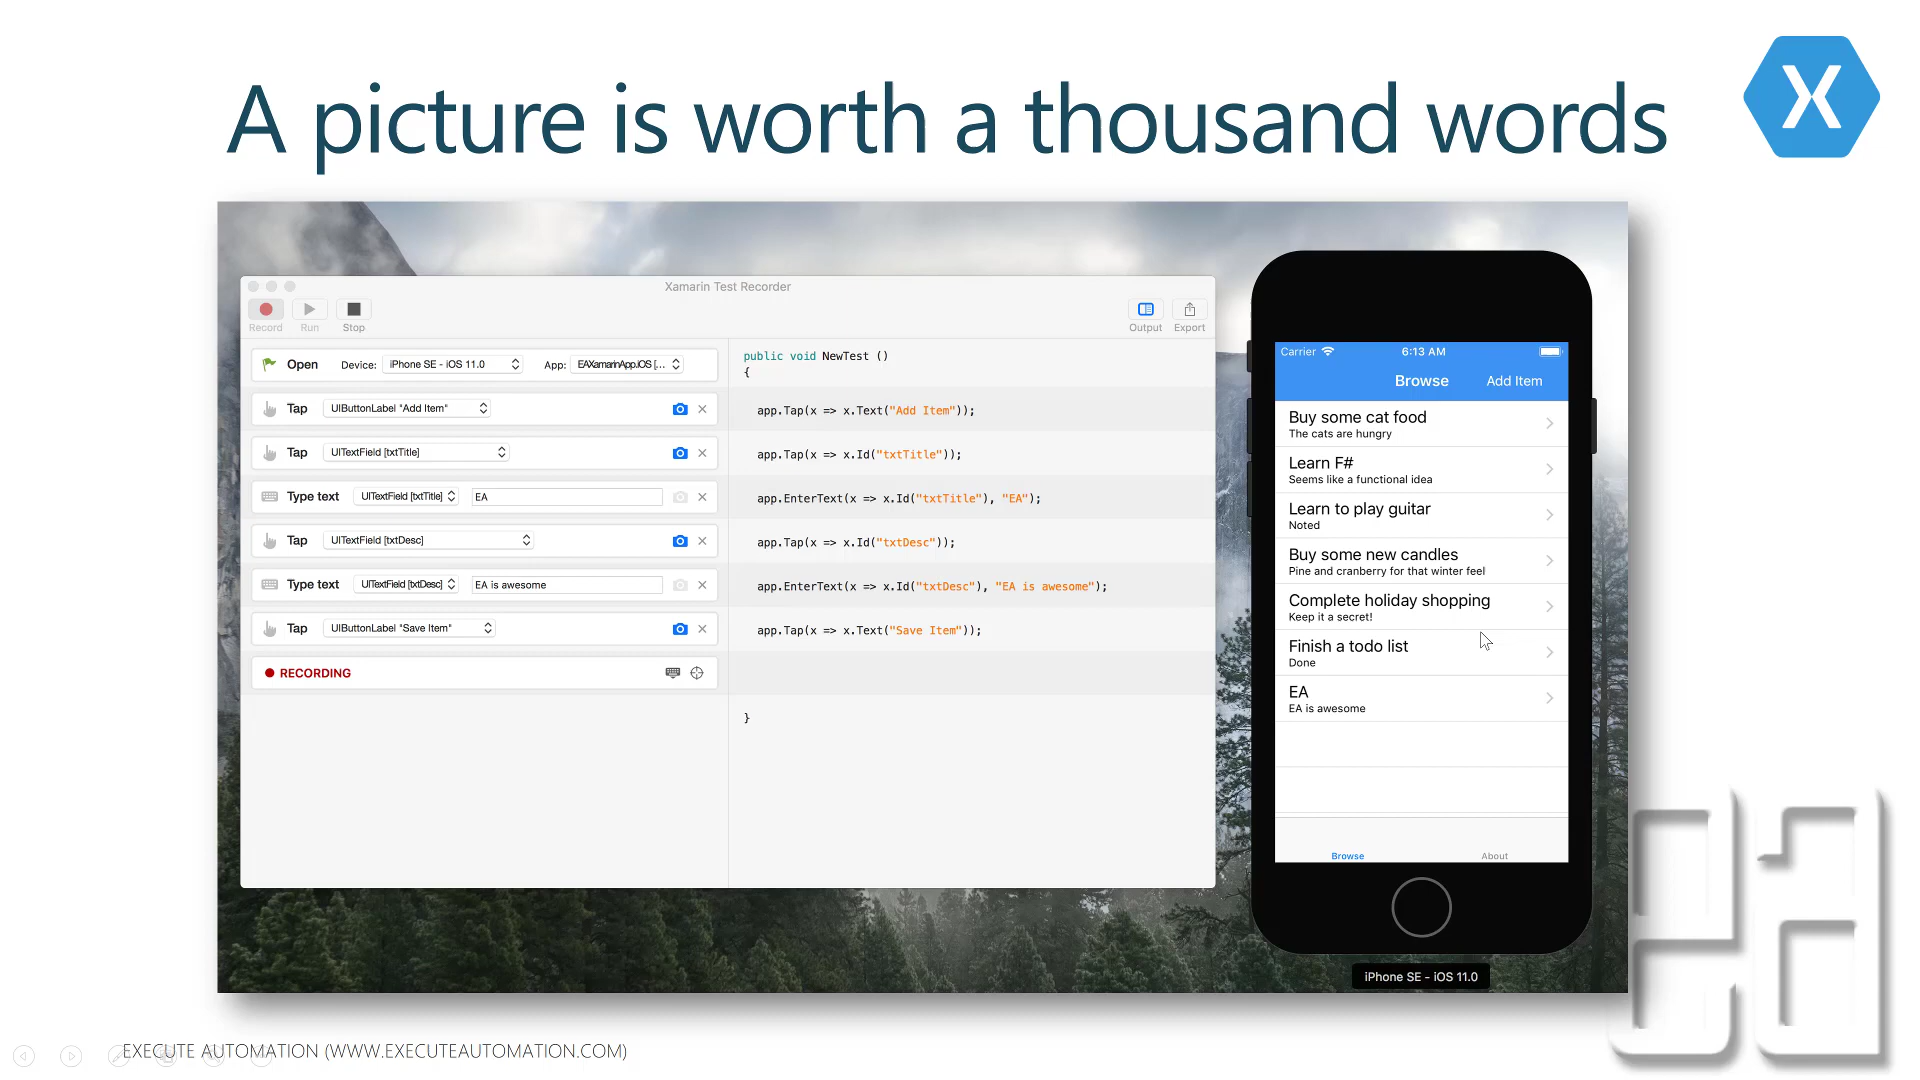 A picture is worth a thousand words
X
Xamarin Test Recorder
Record Run Stop Output Export
Open Device: iPhone SE - iOS 11.0 App: EAXamarinApp.iOS [...
Tap UIButtonLabel "Add Item"
Tap UITextField [txtTitle]
Type text UITextField [txtTitle] EA
Tap UITextField [txtDesc]
Type text UITextField [txtDesc] EA is awesome
Tap UIButtonLabel "Save Item"
RECORDING
public void NewTest ()
{
app.Tap(x => x.Text("Add Item"));
app.Tap(x => x.Id("txtTitle"));
app.EnterText(x => x.Id("txtTitle"), "EA");
app.Tap(x => x.Id("txtDesc"));
app.EnterText(x => x.Id("txtDesc"), "EA is awesome");
app.Tap(x => x.Text("Save Item"));
}
Carrier 6:13 AM
Browse Add Item
Buy some cat food
The cats are hungry
Learn F#
Seems like a functional idea
Learn to play guitar
Noted
Buy some new candles
Pine and cranberry for that winter feel
Complete holiday shopping
Keep it a secret!
Finish a todo list
Done
EA
EA is awesome
Browse About
iPhone SE - iOS 11.0
ea
EXECUTE AUTOMATION (WWW.EXECUTEAUTOMATION.COM)